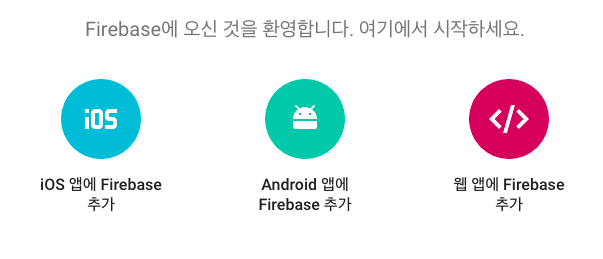 Firebase에 오신 것을 환영합니다. 여기에서 시작하세요.
iOS
</>
iOS 앱에 Firebase
추가
Android 앱에
Firebase 추가
웹 앱에 Firebase
추가